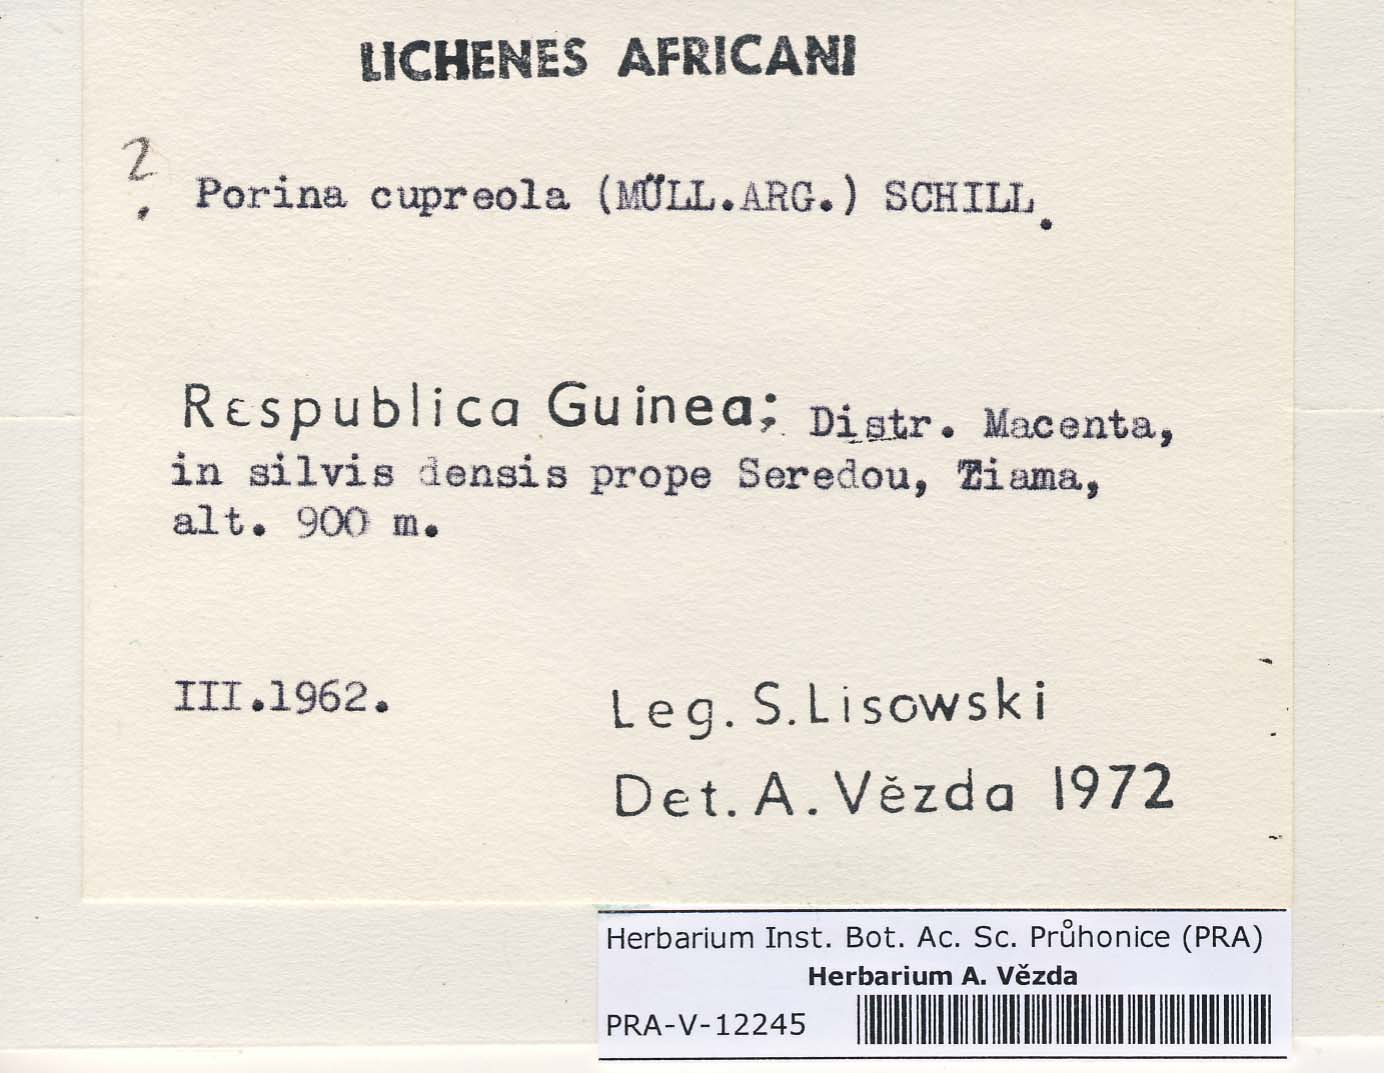 LICHENES AFRICANI
? Porina cupreola (MÜLL.ARG.) SCHILL.
Respublica Guinea; Distr. Macenta,
in silvis densis prope Seredou, Ziama,
alt. 900 m.
III.1962.
Leg. S. Lisowski
Det. A. Vězda 1972
Herbarium Inst. Bot. Ac. Sc. Průhonice (PRA)
Herbarium A. Vězda
PRA-V-12245